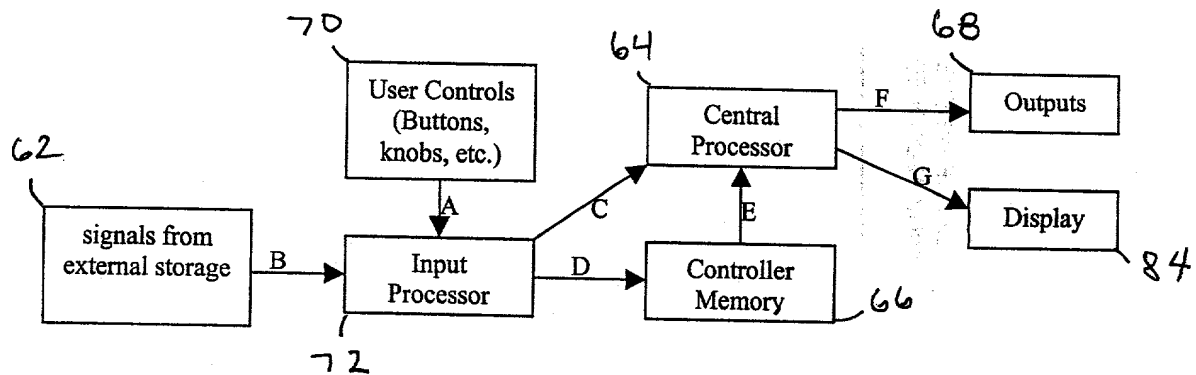 70
User Controls
(Buttons,
knobs, etc.)
64
Central
Processor
68
Outputs
F
G
62
signals from
external storage
A
B
C
Input
Processor
72
D
E
Controller
Memory
66
Display
84